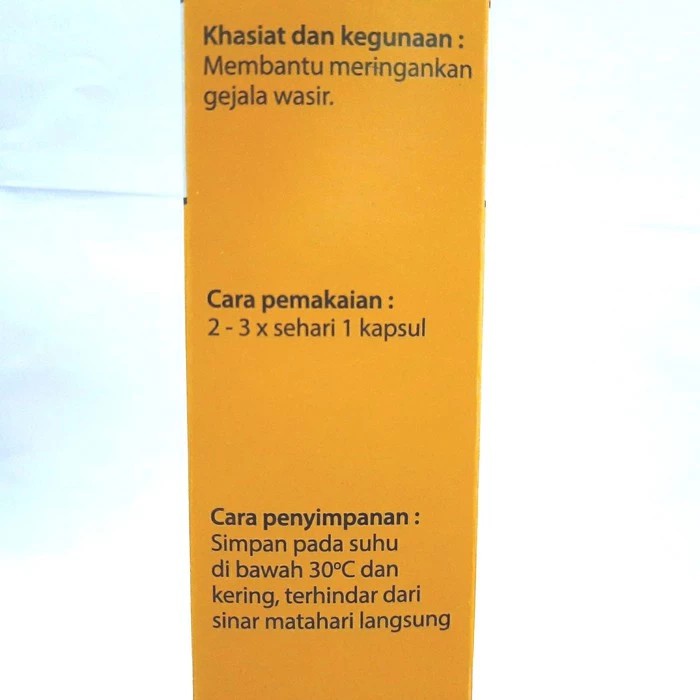 Khasiat dan kegunaan :
Membantu meringankan
gejala wasir.
Cara pemakaian :
2 - 3 x sehari 1 kapsul
Cara penyimpanan :
Simpan pada suhu
di bawah 30°C dan
kering, terhindar dari
sinar matahari langsung